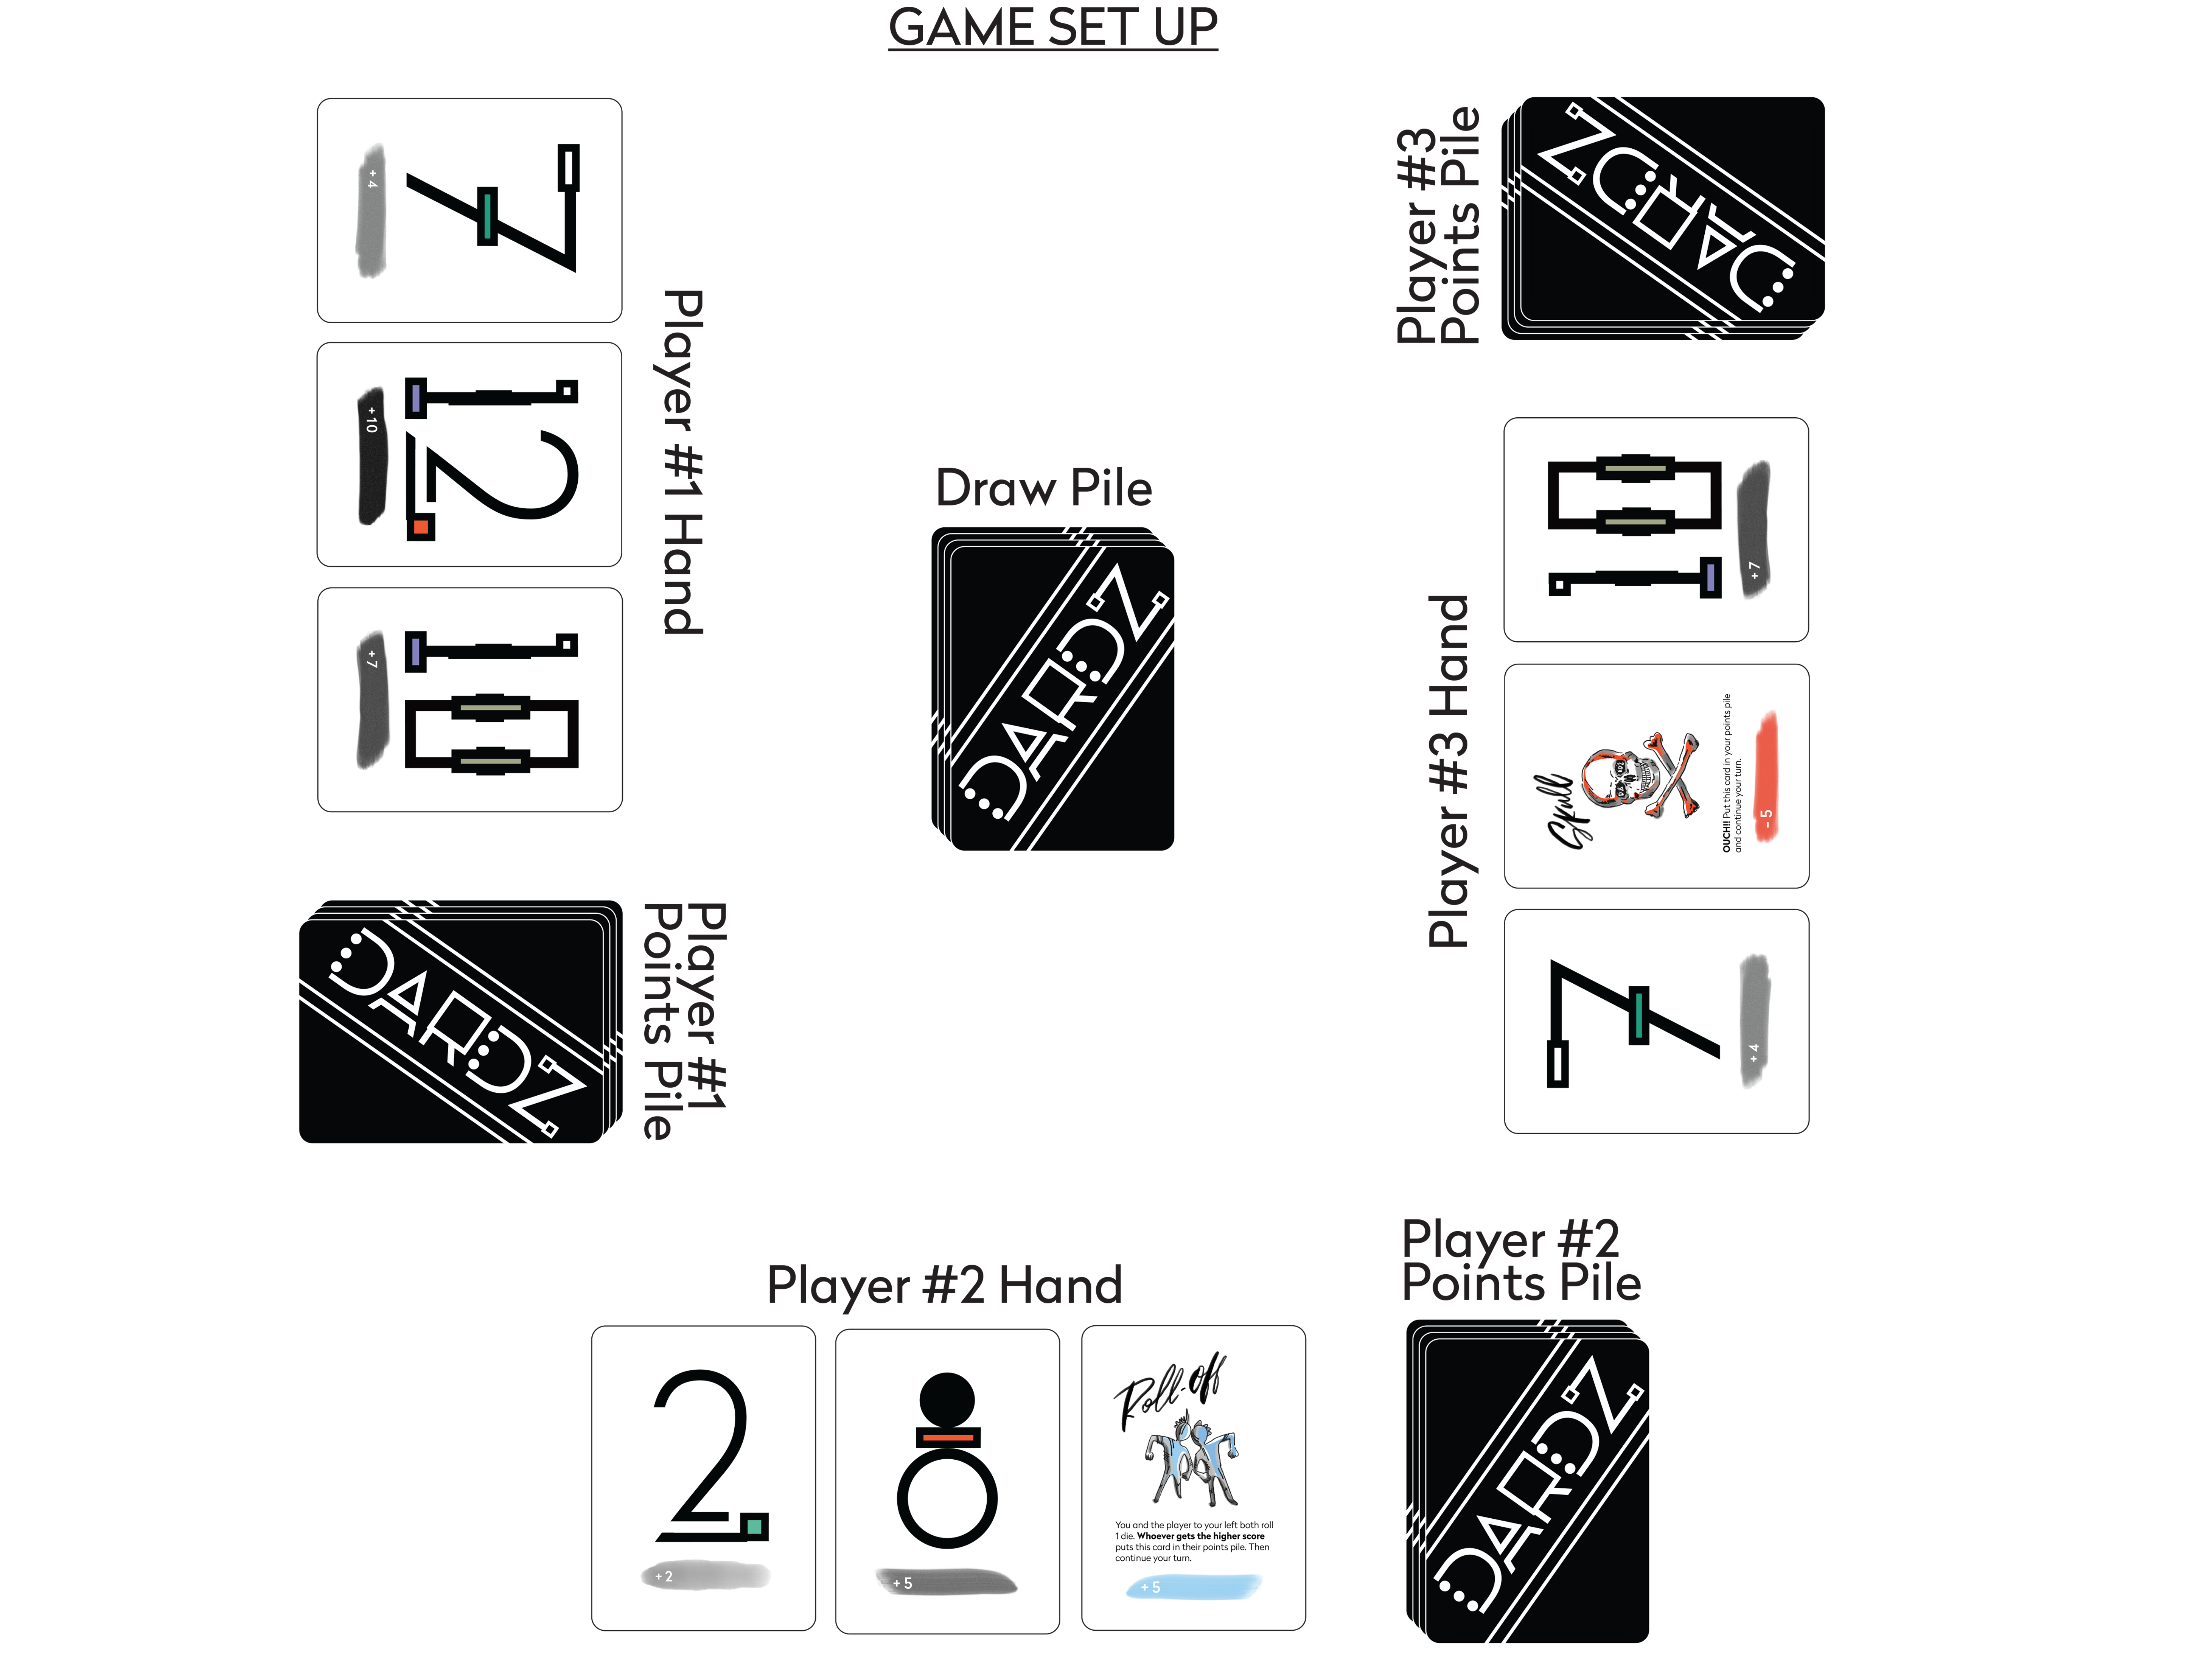 GAME SET UP
7
+4
12
+10
10
+7
Player #1 Hand
DARDZ
Player #1
Points Pile
Draw Pile
DARDZ
Player #3
Points Pile
DARDZ
Player #3 Hand
10
+7
Skull
OUCH!! Put this card in your points pile
and continue your turn.
- 5
7
+4
Player #2 Hand
2
+2
8
+5
Roll-off
You and the player to your left both roll
1 die. Whoever gets the higher score
puts this card in their points pile. Then
continue your turn.
+5
Player #2
Points Pile
DARDZ